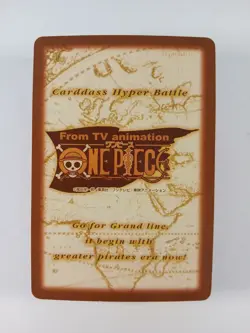 Carddass Hyper Battle
From TV animation
ワンピース
ONE PIECE
Go for Grand line,
it begin with
greater pirates era now!